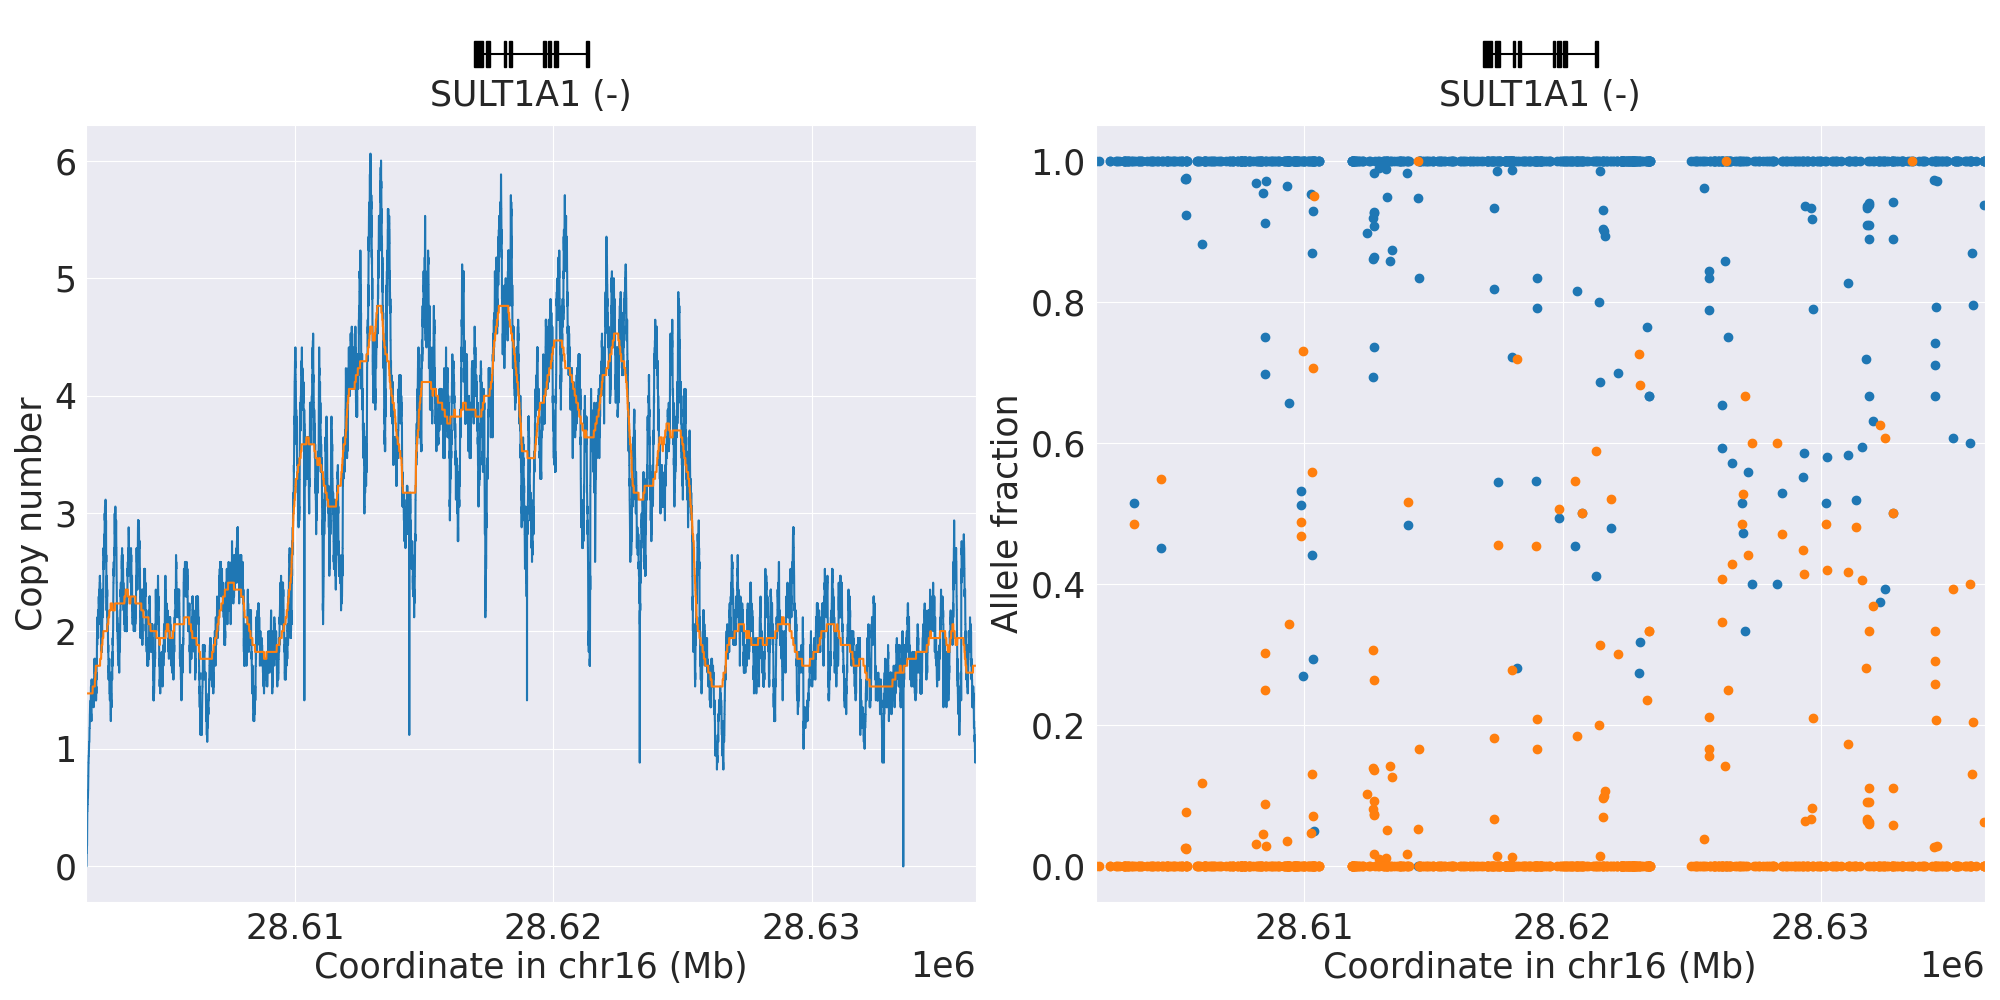 SULT1A1 (-)
Copy number
6
5
4
3
2
1
0
28.61 28.62 28.63
Coordinate in chr16 (Mb)
1e6
SULT1A1 (-)
Allele fraction
1.0
0.8
0.6
0.4
0.2
0.0
28.61 28.62 28.63
Coordinate in chr16 (Mb)
1e6